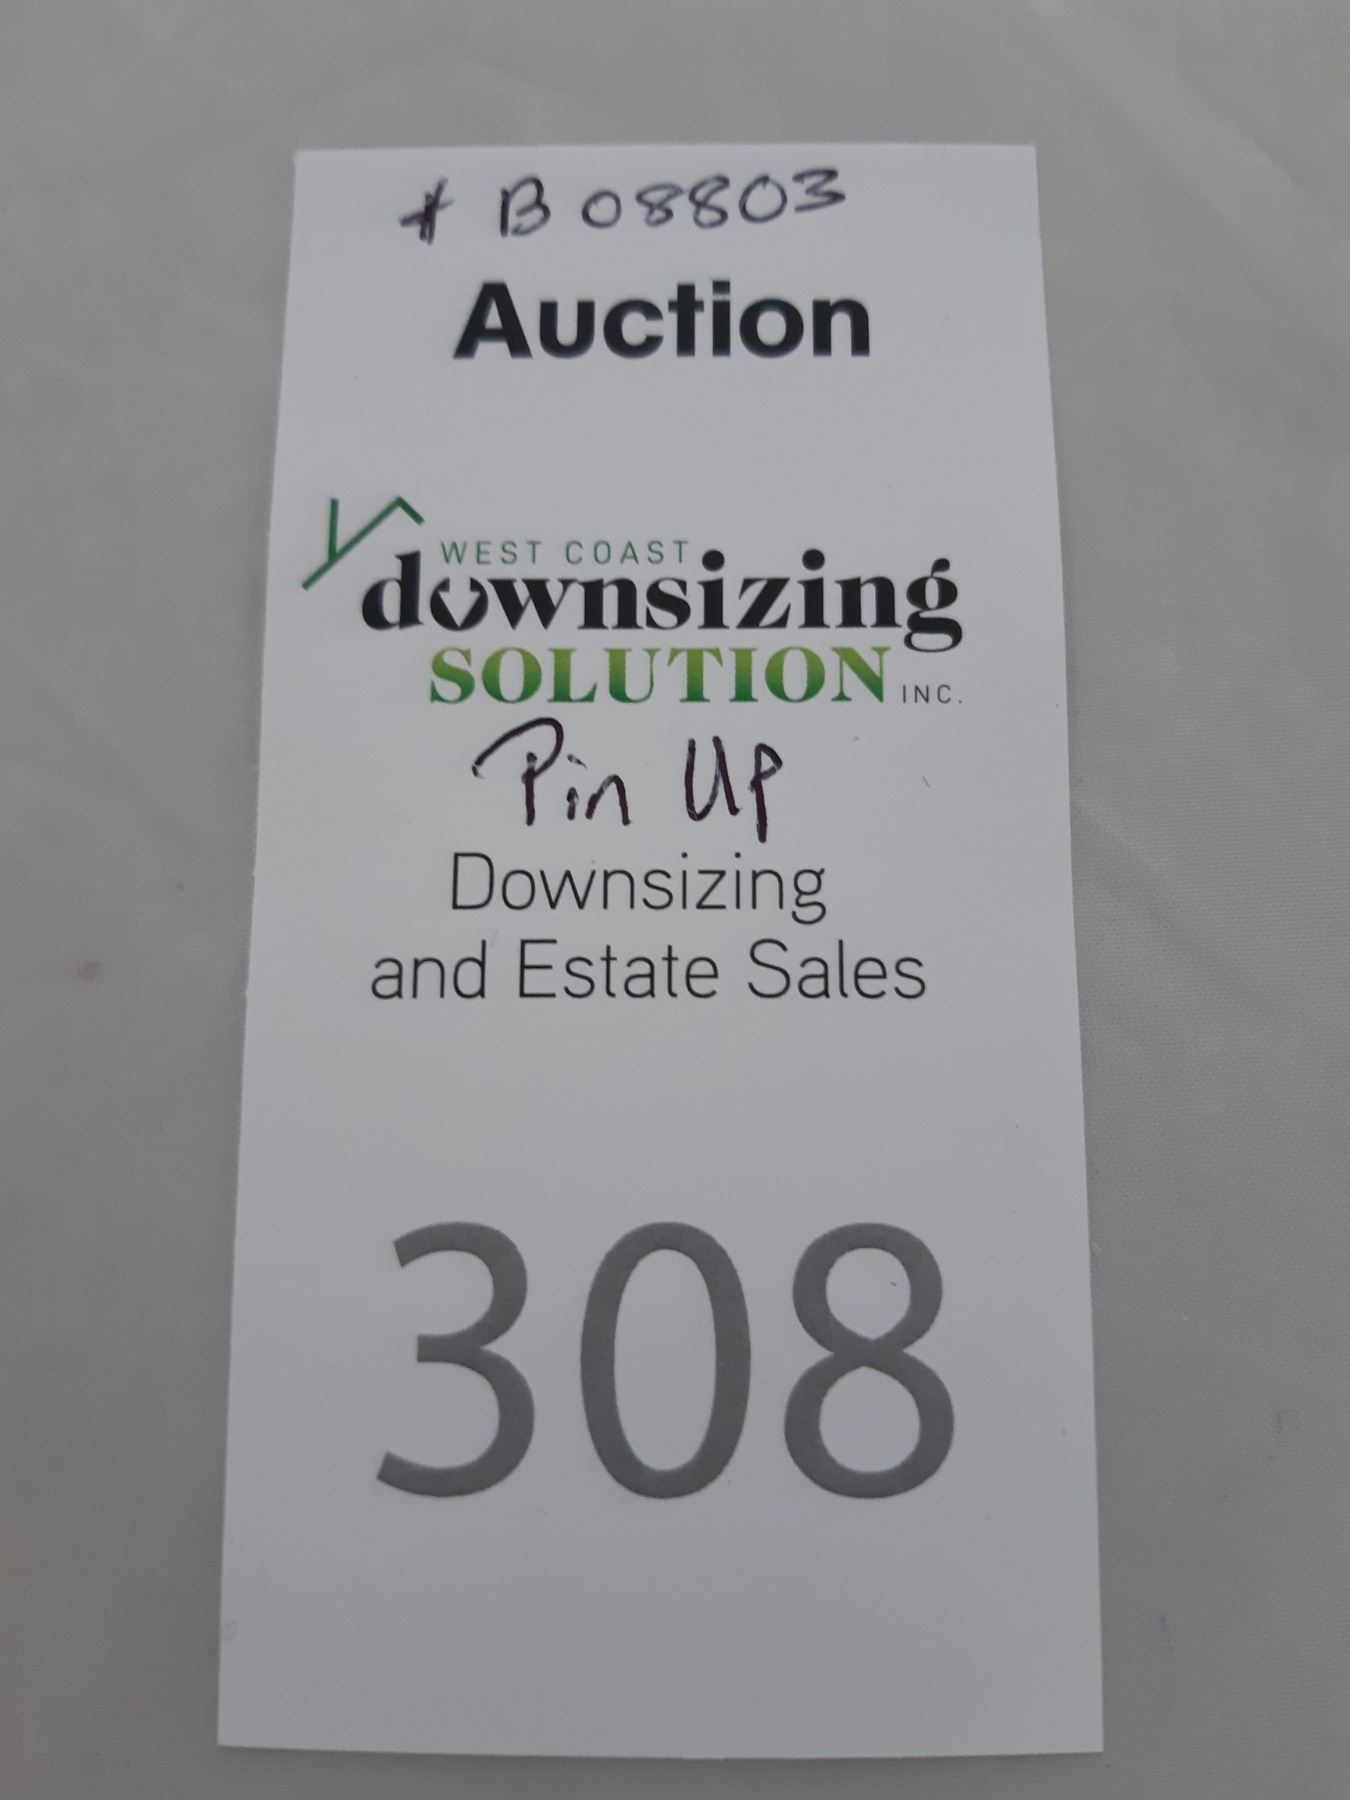 # B 08803
Auction
WEST COAST
downsizing
SOLUTION INC.
Pin Up
Downsizing
and Estate Sales
308